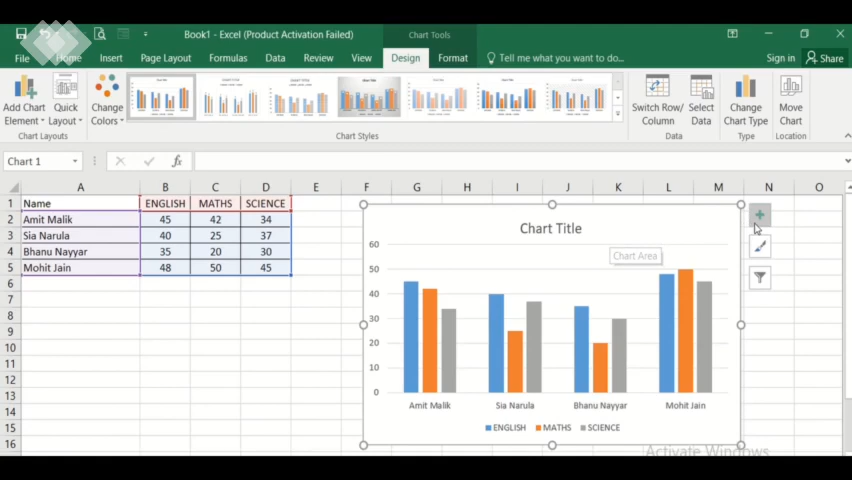 Book1 - Excel (Product Activation Failed)
Chart Tools
File
Home
Insert
Page Layout
Formulas
Data
Review
View
Design
Format
Tell me what you want to do...
Sign in
Share
Add Chart
Element
Quick
Layout
Change
Colors
Switch Row/
Column
Select
Data
Change
Chart Type
Move
Chart
Chart Layouts
Chart Styles
Data
Type
Location
Chart 1
fx
A B C D E F G H I J K L M N O
1 Name ENGLISH MATHS SCIENCE
2 Amit Malik 45 42 34
3 Sia Narula 40 25 37
4 Bhanu Nayyar 35 20 30
5 Mohit Jain 48 50 45
6
7
8
9
10
11
12
13
14
15
16
Chart Title
Chart Area
60
50
40
30
20
10
0
Amit Malik Sia Narula Bhanu Nayyar Mohit Jain
ENGLISH MATHS SCIENCE
Activate Windows